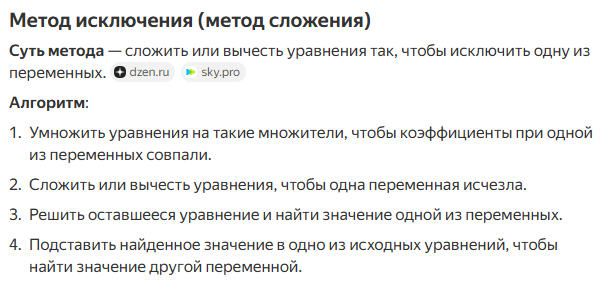 Метод исключения (метод сложения)
Суть метода — сложить или вычесть уравнения так, чтобы исключить одну из
переменных. dzen.ru sky.pro
Алгоритм:
1. Умножить уравнения на такие множители, чтобы коэффициенты при одной
из переменных совпали.
2. Сложить или вычесть уравнения, чтобы одна переменная исчезла.
3. Решить оставшееся уравнение и найти значение одной из переменных.
4. Подставить найденное значение в одно из исходных уравнений, чтобы
найти значение другой переменной.